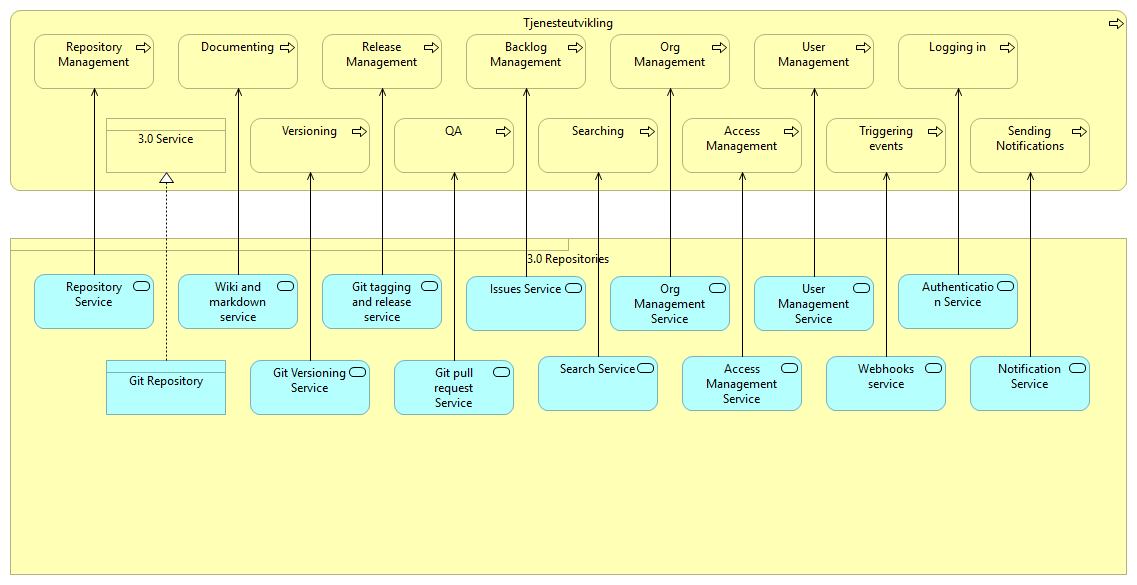 Tjenesteutvikling
Repository
Management
Documenting
Release
Management
Backlog
Management
Org
Management
User
Management
Logging in
3.0 Service
Versioning
QA
Searching
Access
Management
Triggering
events
Sending
Notifications
3.0 Repositories
Repository
Service
Wiki and
markdown
service
Git tagging
and release
service
Issues Service
Org
Management
Service
User
Management
Service
Authenticatio
n Service
Git Repository
Git Versioning
Service
Git pull
request
Service
Search Service
Access
Management
Service
Webhooks
service
Notification
Service